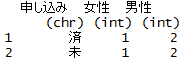 申し込み 女性 男性
(chr) (int) (int)
1 済 1 2
2 未 1 2